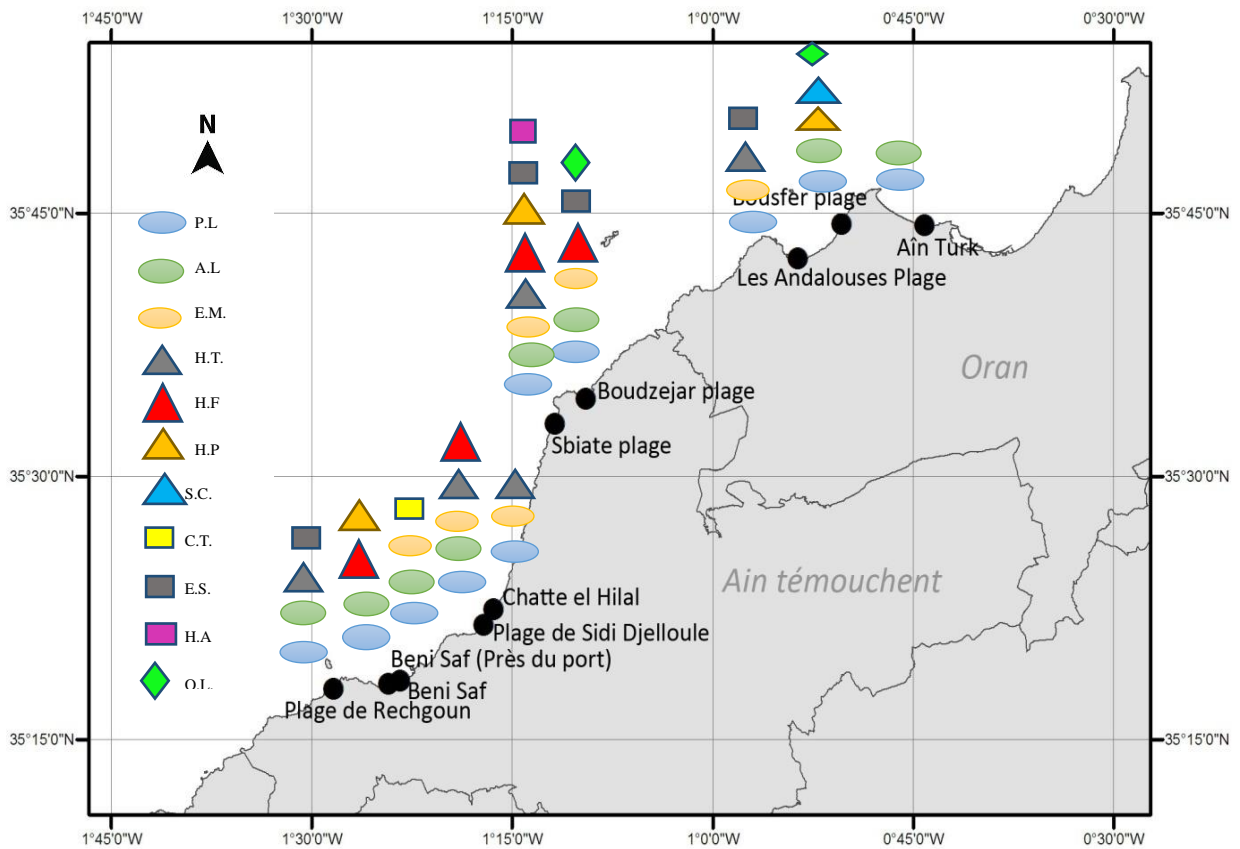 1°45'0"W 1°30'0"W 1°15'0"W 1°00'0"W 0°45'0"W 0°30'0"W
N
35°45'0"N
35°45'0"N
P.L
A.L
E.M.
H.T.
H.F
H.P
S.C.
C.T.
E.S.
H.A
O.L.
Bousfer plage
Aîn Turk
Les Andalouses Plage
Oran
Boudzejar plage
Sbiate plage
35°30'0"N
35°30'0"N
Ain témouchent
Chatte el Hilal
Plage de Sidi Djelloule
Beni Saf (Près du port)
Beni Saf
Plage de Rechgoun
35°15'0"N
35°15'0"N
1°45'0"W 1°30'0"W 1°15'0"W 1°00'0"W 0°45'0"W 0°30'0"W